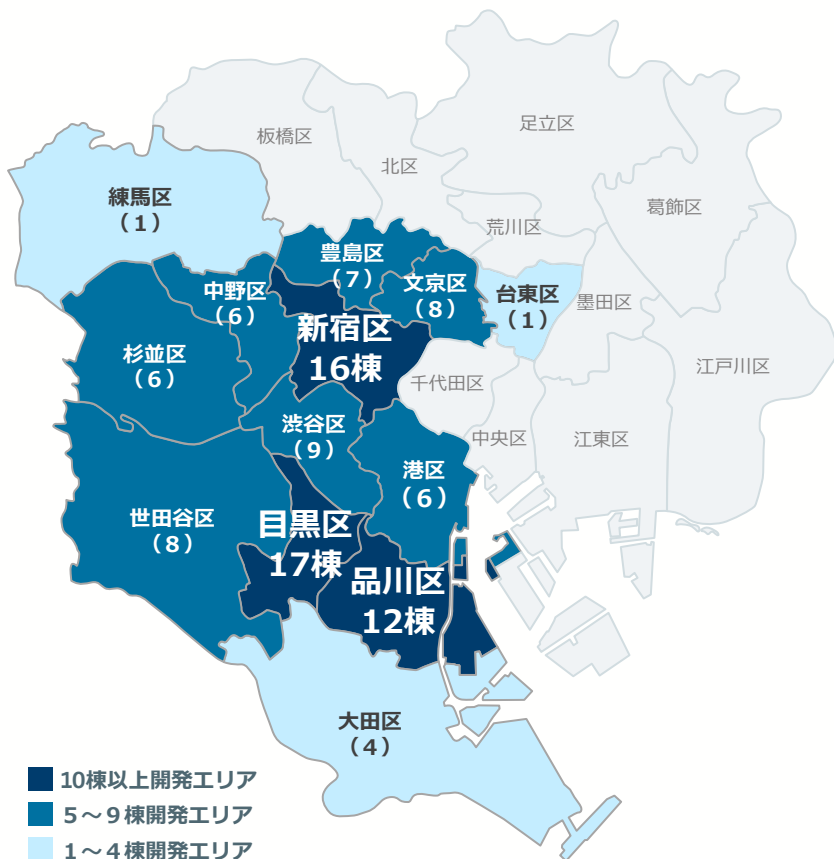 足立区
板橋区
北区
葛飾区
練馬区
（１）
荒川区
豊島区
（７）
文京区
（８）
中野区
（６）
台東区
（１）
墨田区
新宿区
16棟
杉並区
（６）
江戸川区
千代田区
渋谷区
（９）
中央区
江東区
港区
（６）
世田谷区
（８）
目黒区
17棟
品川区
12棟
大田区
（４）
10棟以上開発エリア
５～９棟開発エリア
１～４棟開発エリア